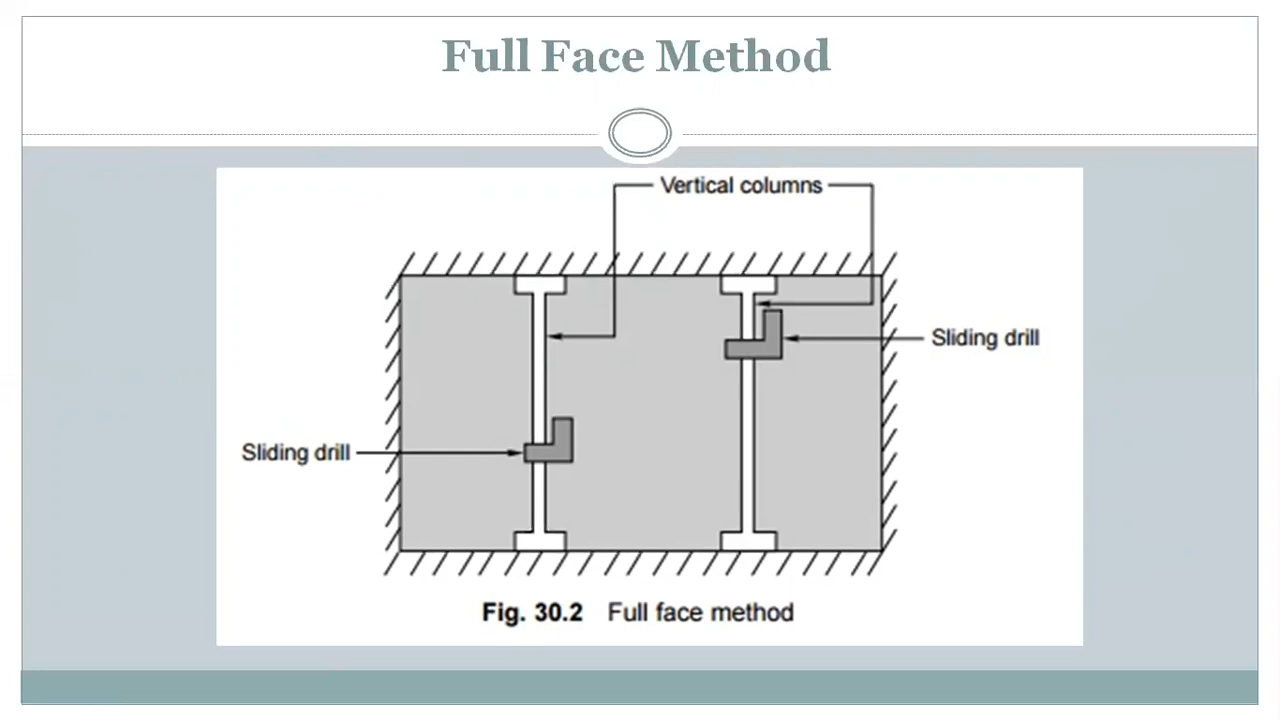 Full Face Method
Vertical columns
Sliding drill
Sliding drill
Fig. 30.2 Full face method